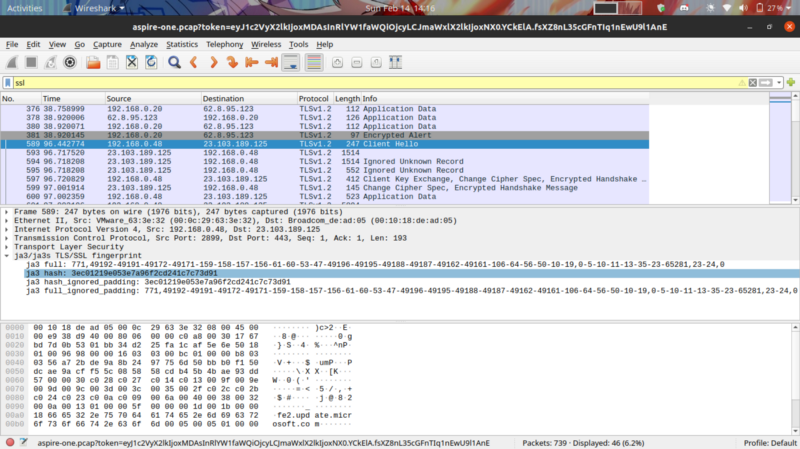 Activities Wireshark Sun Feb 14 14:16 27 %
aspire-one.pcap?token=eyJ1c2VyX2lkIjoxMDAsInRlYW1faWQiOjcyLCJmaWxlX2lkIjoxNX0.YCkElA.fsXZ8nL35cGFnTIq1nEwU9l1AnE
File Edit View Go Capture Analyze Statistics Telephony Wireless Tools Help
ssl
No. Time Source Destination Protocol Length Info
376 38.758999 192.168.0.20 62.8.95.123 TLSv1.2 112 Application Data
378 38.920006 62.8.95.123 192.168.0.20 TLSv1.2 126 Application Data
380 38.920071 192.168.0.20 62.8.95.123 TLSv1.2 112 Application Data
381 38.920145 192.168.0.20 62.8.95.123 TLSv1.2 97 Encrypted Alert
589 96.442774 192.168.0.48 23.103.189.125 TLSv1.2 247 Client Hello
593 96.717520 23.103.189.125 192.168.0.48 TLSv1.2 1514
594 96.718208 23.103.189.125 192.168.0.48 TLSv1.2 1514 Ignored Unknown Record
595 96.718208 23.103.189.125 192.168.0.48 TLSv1.2 552 Ignored Unknown Record
597 96.720729 192.168.0.48 23.103.189.125 TLSv1.2 412 Client Key Exchange, Change Cipher Spec, Encrypted Handshake …
599 97.001914 23.103.189.125 192.168.0.48 TLSv1.2 145 Change Cipher Spec, Encrypted Handshake Message
600 97.002359 192.168.0.48 23.103.189.125 TLSv1.2 523 Application Data
Frame 589: 247 bytes on wire (1976 bits), 247 bytes captured (1976 bits)
Ethernet II, Src: VMware_63:3e:32 (00:0c:29:63:3e:32), Dst: Broadcom_de:ad:05 (00:10:18:de:ad:05)
Internet Protocol Version 4, Src: 192.168.0.48, Dst: 23.103.189.125
Transmission Control Protocol, Src Port: 2899, Dst Port: 443, Seq: 1, Ack: 1, Len: 193
Transport Layer Security
ja3/ja3s TLS/SSL fingerprint
ja3 full: 771,49192-49191-49172-49171-159-158-157-156-61-60-53-47-49196-49195-49188-49187-49162-49161-106-64-56-50-10-19,0-5-10-11-13-35-23-65281,23-24,0
ja3 hash: 3ec01219e053e7a96f2cd241c7c73d91
ja3 hash_ignored_padding: 3ec01219e053e7a96f2cd241c7c73d91
ja3 full_ignored_padding: 771,49192-49191-49172-49171-159-158-157-156-61-60-53-47-49196-49195-49188-49187-49162-49161-106-64-56-50-10-19,0-5-10-11-13-35-23-65281,23-24,0
0000 00 10 18 de ad 05 00 0c 29 63 3e 32 08 00 45 00 ········ )c>2··E·
0010 00 e9 38 d9 40 00 80 06 00 00 c0 a8 00 30 17 67 ··8·@··· ·····0·g
0020 bd 7d 0b 53 01 bb 34 d2 25 fa 1c af 5e 6e 50 18 ·}·S··4· %···^nP·
0030 01 00 96 98 00 00 16 03 03 00 bc 01 00 00 b8 03
0040 03 56 a7 2b de 9a 8b 24 97 75 6d 50 bb b0 f1 50 ·V·+···$ ·umP···P
0050 dc ae 9a cf f5 5c 08 58 58 cd b4 5b 4b ae 93 dd ·····\·X X··[K···
0060 57 00 00 30 c0 28 c0 27 c0 14 c0 13 00 9f 00 9e W··0·(·' ········
0070 00 9d 00 9c 00 3d 00 3c 00 35 00 2f c0 2c c0 2b ·····=·< ·5·/·,·+
0080 c0 24 c0 23 c0 0a c0 09 00 6a 00 40 00 38 00 32 ·$·#···· ·j·@·8·2
0090 00 0a 00 13 01 00 00 5f 00 00 00 1d 00 1b 00 00 ·······_ ········
00a0 18 66 65 32 2e 75 70 64 61 74 65 2e 6d 69 63 72 ·fe2.upd ate.micr
00b0 6f 73 6f 66 74 2e 63 6f 6d 00 05 00 05 01 00 00 osoft.co m·······
aspire-one.pcap?token=eyJ1c2VyX2lkIjoxMDAsInRlYW1faWQiOjcyLCJmaWxlX2lkIjoxNX0.YCkElA.fsXZ8nL35cGFnTIq1nEwU9l1AnE Packets: 739 · Displayed: 46 (6.2%) Profile: Default